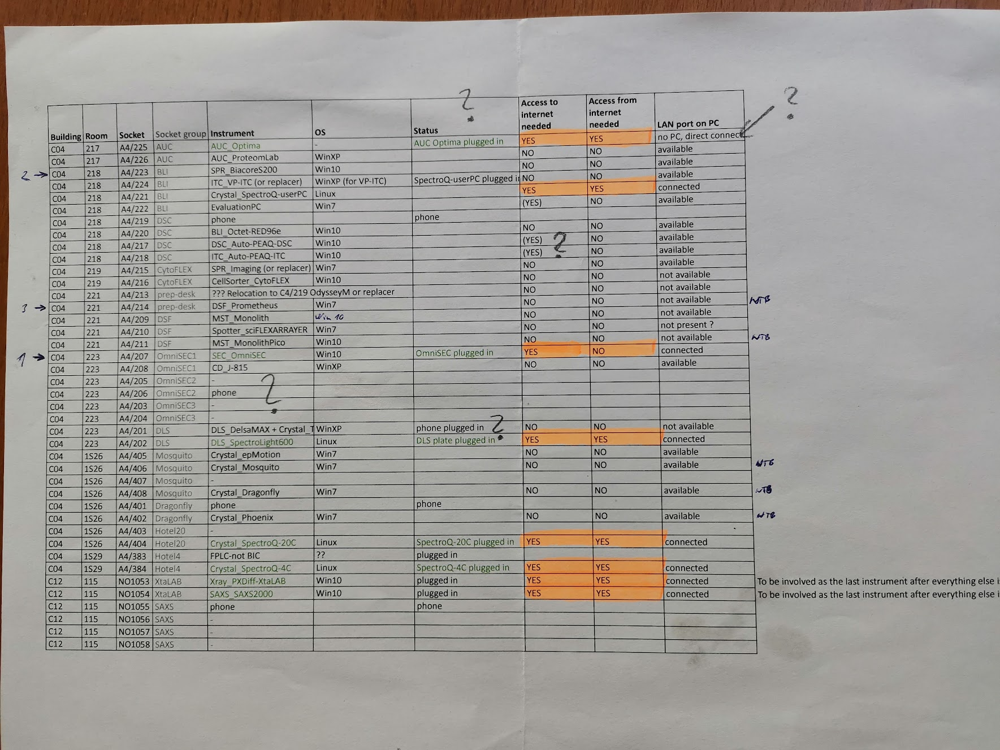 ?
Building Room Socket Socket group Instrument OS Status Access to internet needed Access from internet needed LAN port on PC ?
C04 217 A4/225 AUC AUC_Optima - AUC Optima plugged in YES YES no PC, direct connec
C04 217 A4/226 AUC AUC_ProteomLab WinXP NO NO available
2 → C04 218 A4/223 BLI SPR_BiacoreS200 Win10 NO NO available
C04 218 A4/224 BLI ITC_VP-ITC (or replacer) WinXP (for VP-ITC) SpectroQ-userPC plugged in NO NO available
C04 218 A4/221 BLI Crystal_SpectroQ-userPC Linux YES YES connected
C04 218 A4/222 BLI EvaluationPC Win7 (YES) NO available
C04 218 A4/219 DSC phone phone
C04 218 A4/220 DSC BLI_Octet-RED96e Win10 NO NO available
C04 218 A4/217 DSC DSC_Auto-PEAQ-DSC Win10 (YES) ? NO available
C04 218 A4/218 DSC ITC_Auto-PEAQ-ITC Win10 (YES) NO available
C04 219 A4/215 CytoFLEX SPR_Imaging (or replacer) Win7 NO NO available
C04 219 A4/216 CytoFLEX CellSorter_CytoFLEX Win10 NO NO not available
C04 221 A4/213 prep-desk ??? Relocation to C4/219 OdysseyM or replacer NO NO not available
3 → C04 221 A4/214 prep-desk DSF_Prometheus Win7 NO NO not available NTB
C04 221 A4/209 DSF MST_Monolith Win 10 NO NO not available
C04 221 A4/210 DSF Spotter_sciFLEXARRAYER Win7 NO NO not present ?
C04 221 A4/211 DSF MST_MonolithPico Win10 NO NO not available NTB
1 → C04 223 A4/207 OmniSEC1 SEC_OmniSEC Win10 OmniSEC plugged in YES NO connected
C04 223 A4/208 OmniSEC1 CD_J-815 WinXP NO NO available
C04 223 A4/205 OmniSEC2 -
C04 223 A4/206 OmniSEC2 phone ?
C04 223 A4/203 OmniSEC3 -
C04 223 A4/204 OmniSEC3 -
C04 223 A4/201 DLS DLS_DelsaMAX + Crystal_T WinXP phone plugged in ? NO NO not available
C04 223 A4/202 DLS DLS_SpectroLight600 Linux DLS plate plugged in YES YES connected
C04 1S26 A4/405 Mosquito Crystal_epMotion Win7 NO NO available
C04 1S26 A4/406 Mosquito Crystal_Mosquito Win7 NO NO available NTB
C04 1S26 A4/407 Mosquito -
C04 1S26 A4/408 Mosquito Crystal_Dragonfly Win7 NO NO available NTB
C04 1S26 A4/401 Dragonfly phone phone
C04 1S26 A4/402 Dragonfly Crystal_Phoenix Win7 NO NO available NTB
C04 1S26 A4/403 Hotel20 -
C04 1S26 A4/404 Hotel20 Crystal_SpectroQ-20C Linux SpectroQ-20C plugged in YES YES connected
C04 1S29 A4/383 Hotel4 FPLC-not BIC ?? plugged in
C04 1S29 A4/384 Hotel4 Crystal_SpectroQ-4C Linux SpectroQ-4C plugged in YES YES connected
C12 115 NO1053 XtaLAB Xray_PXDiff-XtaLAB Win10 plugged in YES YES connected To be involved as the last instrument after everything else i
C12 115 NO1054 XtaLAB SAXS_SAXS2000 Win10 plugged in YES YES connected To be involved as the last instrument after everything else i
C12 115 NO1055 SAXS phone phone
C12 115 NO1056 SAXS -
C12 115 NO1057 SAXS -
C12 115 NO1058 SAXS -